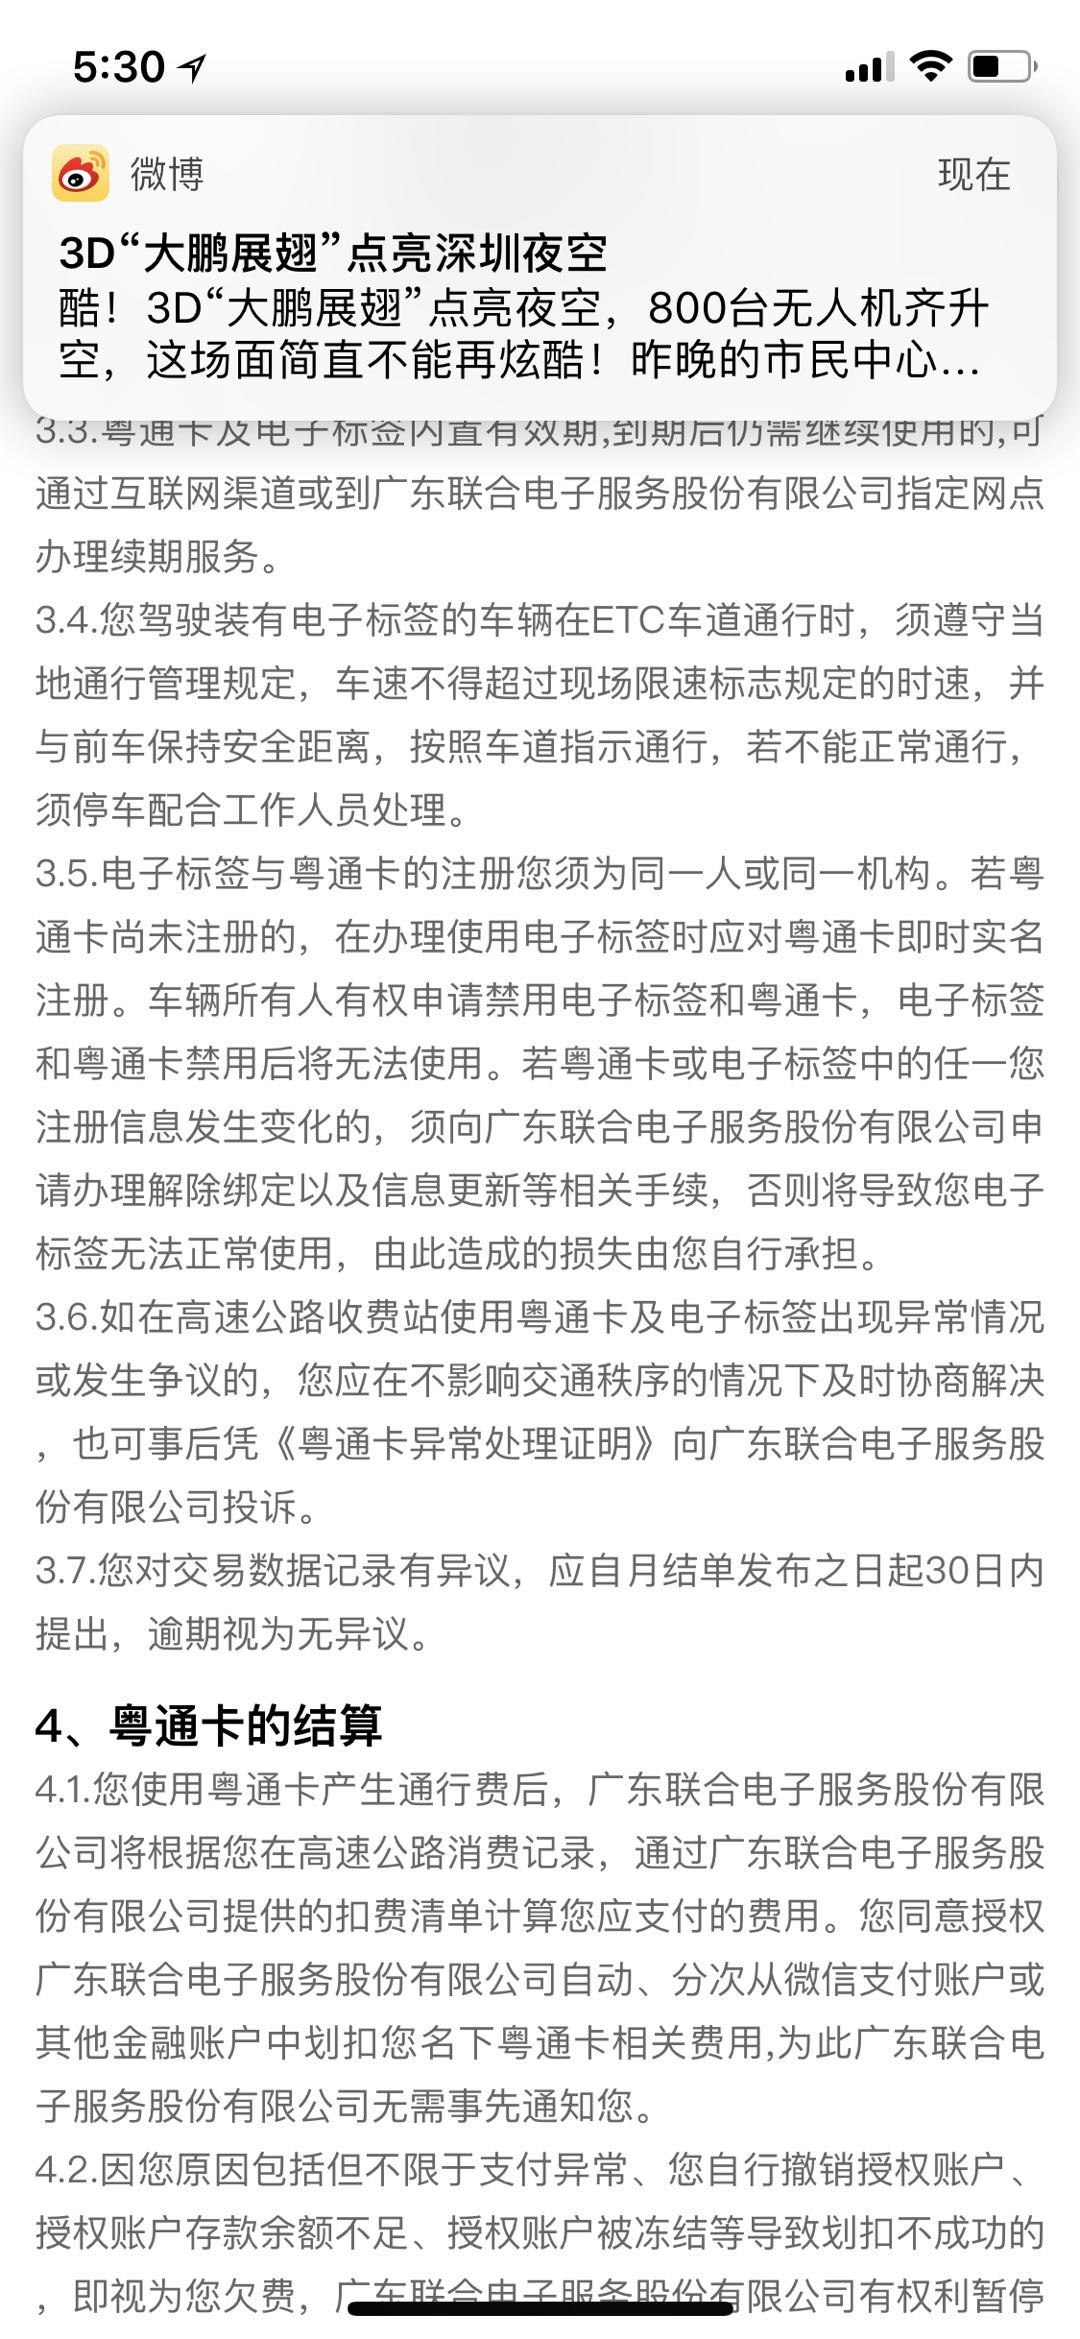 5:30
微博
现在
3D“大鹏展翅”点亮深圳夜空
酷！3D“大鹏展翅”点亮夜空，800台无人机齐升
空，这场面简直不能再炫酷！昨晚的市民中心…
3.3.粤通卡及电子标签内置有效期,到期后仍需继续使用的,可
通过互联网渠道或到广东联合电子服务股份有限公司指定网点
办理续期服务。
3.4.您驾驶装有电子标签的车辆在ETC车道通行时，须遵守当
地通行管理规定，车速不得超过现场限速标志规定的时速，并
与前车保持安全距离，按照车道指示通行，若不能正常通行，
须停车配合工作人员处理。
3.5.电子标签与粤通卡的注册您须为同一人或同一机构。若粤
通卡尚未注册的，在办理使用电子标签时应对粤通卡即时实名
注册。车辆所有人有权申请禁用电子标签和粤通卡，电子标签
和粤通卡禁用后将无法使用。若粤通卡或电子标签中的任一您
注册信息发生变化的，须向广东联合电子服务股份有限公司申
请办理解除绑定以及信息更新等相关手续，否则将导致您电子
标签无法正常使用，由此造成的损失由您自行承担。
3.6.如在高速公路收费站使用粤通卡及电子标签出现异常情况
或发生争议的，您应在不影响交通秩序的情况下及时协商解决
，也可事后凭《粤通卡异常处理证明》向广东联合电子服务股
份有限公司投诉。
3.7.您对交易数据记录有异议，应自月结单发布之日起30日内
提出，逾期视为无异议。
4、粤通卡的结算
4.1.您使用粤通卡产生通行费后，广东联合电子服务股份有限
公司将根据您在高速公路消费记录，通过广东联合电子服务股
份有限公司提供的扣费清单计算您应支付的费用。您同意授权
广东联合电子服务股份有限公司自动、分次从微信支付账户或
其他金融账户中划扣您名下粤通卡相关费用,为此广东联合电
子服务股份有限公司无需事先通知您。
4.2.因您原因包括但不限于支付异常、您自行撤销授权账户、
授权账户存款余额不足、授权账户被冻结等导致划扣不成功的
，即视为您欠费，广东联合电子服务股份有限公司有权利暂停